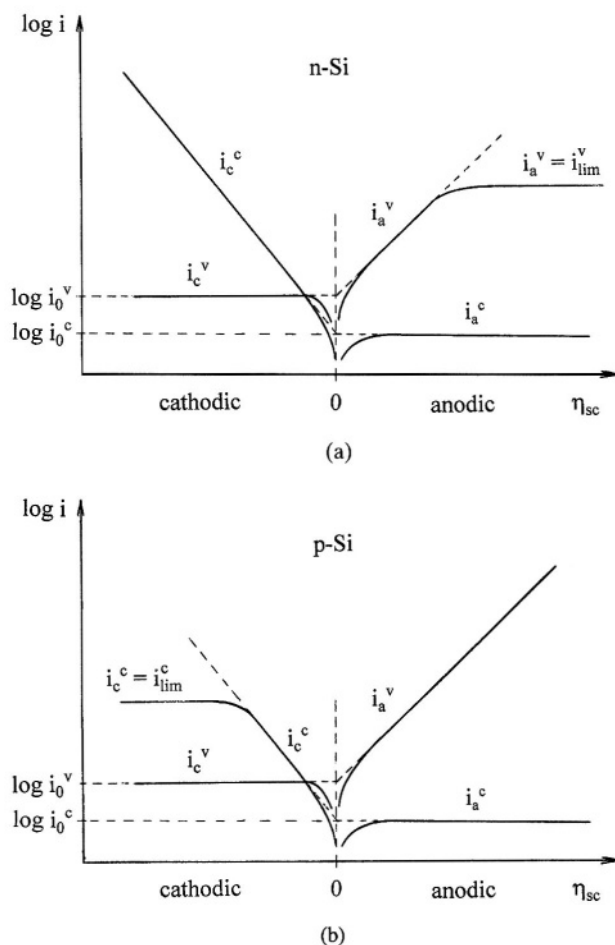 log i
n-Si
i_c^c
i_a^v = i_lim^v
i_a^v
i_c^v
log i_0^v
log i_0^c
i_a^c
cathodic 0 anodic η_sc
(a)
log i
p-Si
i_c^c = i_lim^c
i_a^v
i_c^c
i_c^v
log i_0^v
i_a^c
log i_0^c
cathodic 0 anodic η_sc
(b)